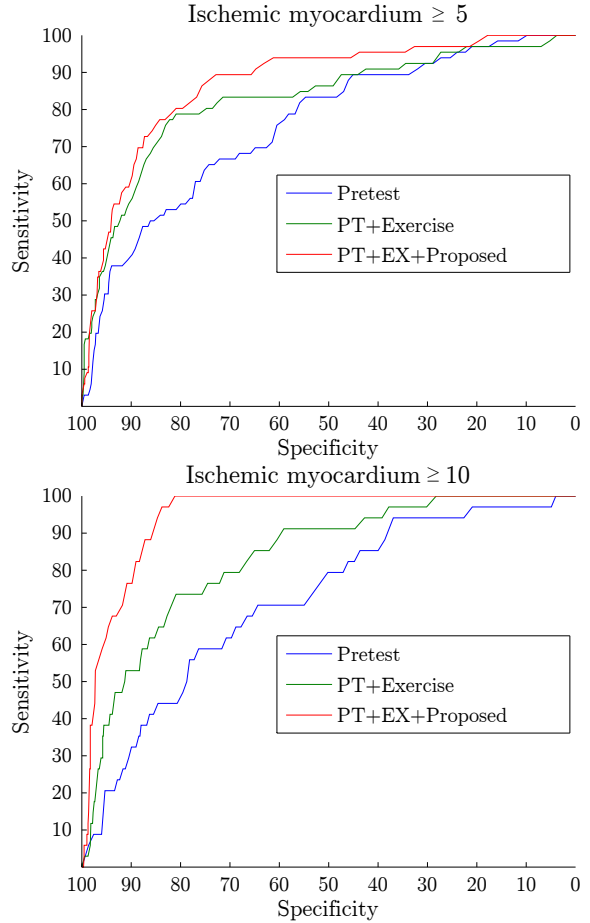 Ischemic myocardium ≥ 5
100
90
80
70
60
50
40
30
20
10
Sensitivity
Pretest
PT+Exercise
PT+EX+Proposed
100 90 80 70 60 50 40 30 20 10 0
Specificity
Ischemic myocardium ≥ 10
100
90
80
70
60
50
40
30
20
10
Sensitivity
Pretest
PT+Exercise
PT+EX+Proposed
100 90 80 70 60 50 40 30 20 10 0
Specificity